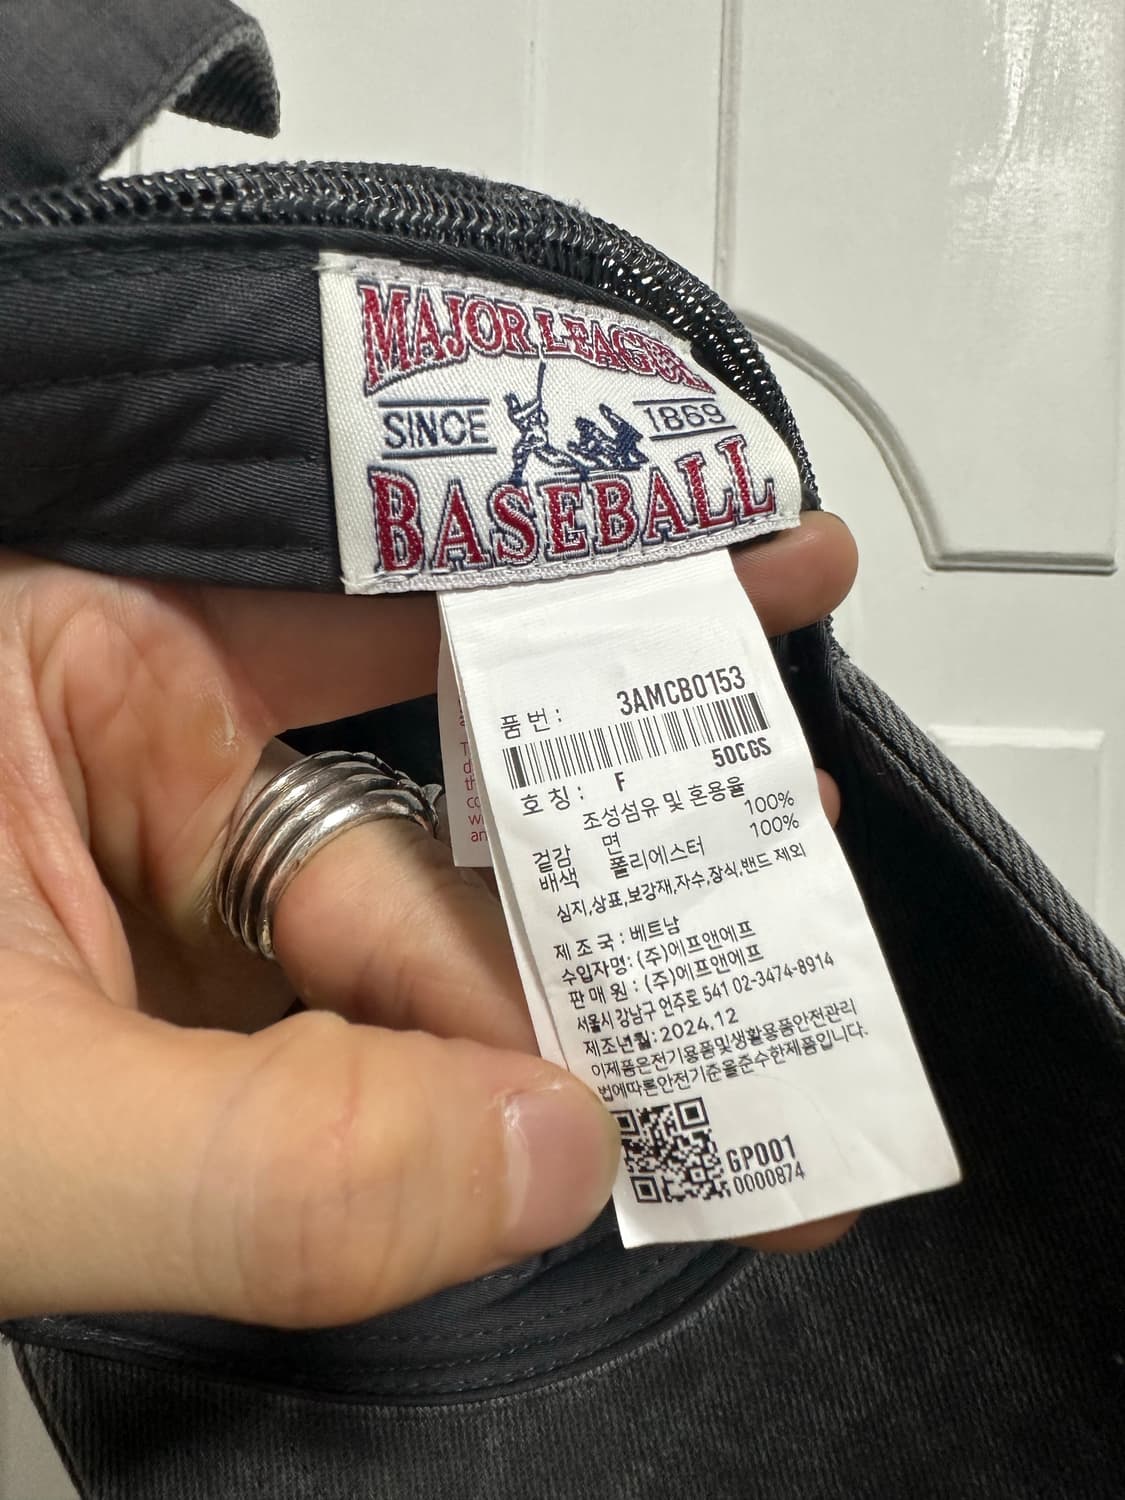 MAJOR LEAGUE
SINCE 1869
BASEBALL
품 번 : 3AMCB0153
50CGS
호 칭 : F
조성섬유 및 혼용율
겉감 면 100%
배색 폴리에스터 100%
심지,상표,보강재,자수,장식,밴드 제외
제 조 국 : 베트남
수입자명: (주)에프앤에프
판 매 원 : (주)에프앤에프
서울시 강남구 언주로 541 02-3474-8914
제조년월: 2024.12
이제품은전기용품및생활용품안전관리
법에따른안전기준을준수한제품입니다.
GP001
0000874